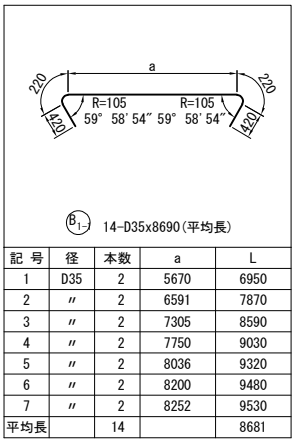 a
220
220
R=105
R=105
59° 58′54″
59° 58′54″
420
420
B1-1 14-D35x8690(平均長)
記 号 径 本数 a L
1 D35 2 5670 6950
2 〃 2 6591 7870
3 〃 2 7305 8590
4 〃 2 7750 9030
5 〃 2 8036 9320
6 〃 2 8200 9480
7 〃 2 8252 9530
平均長 14 8681